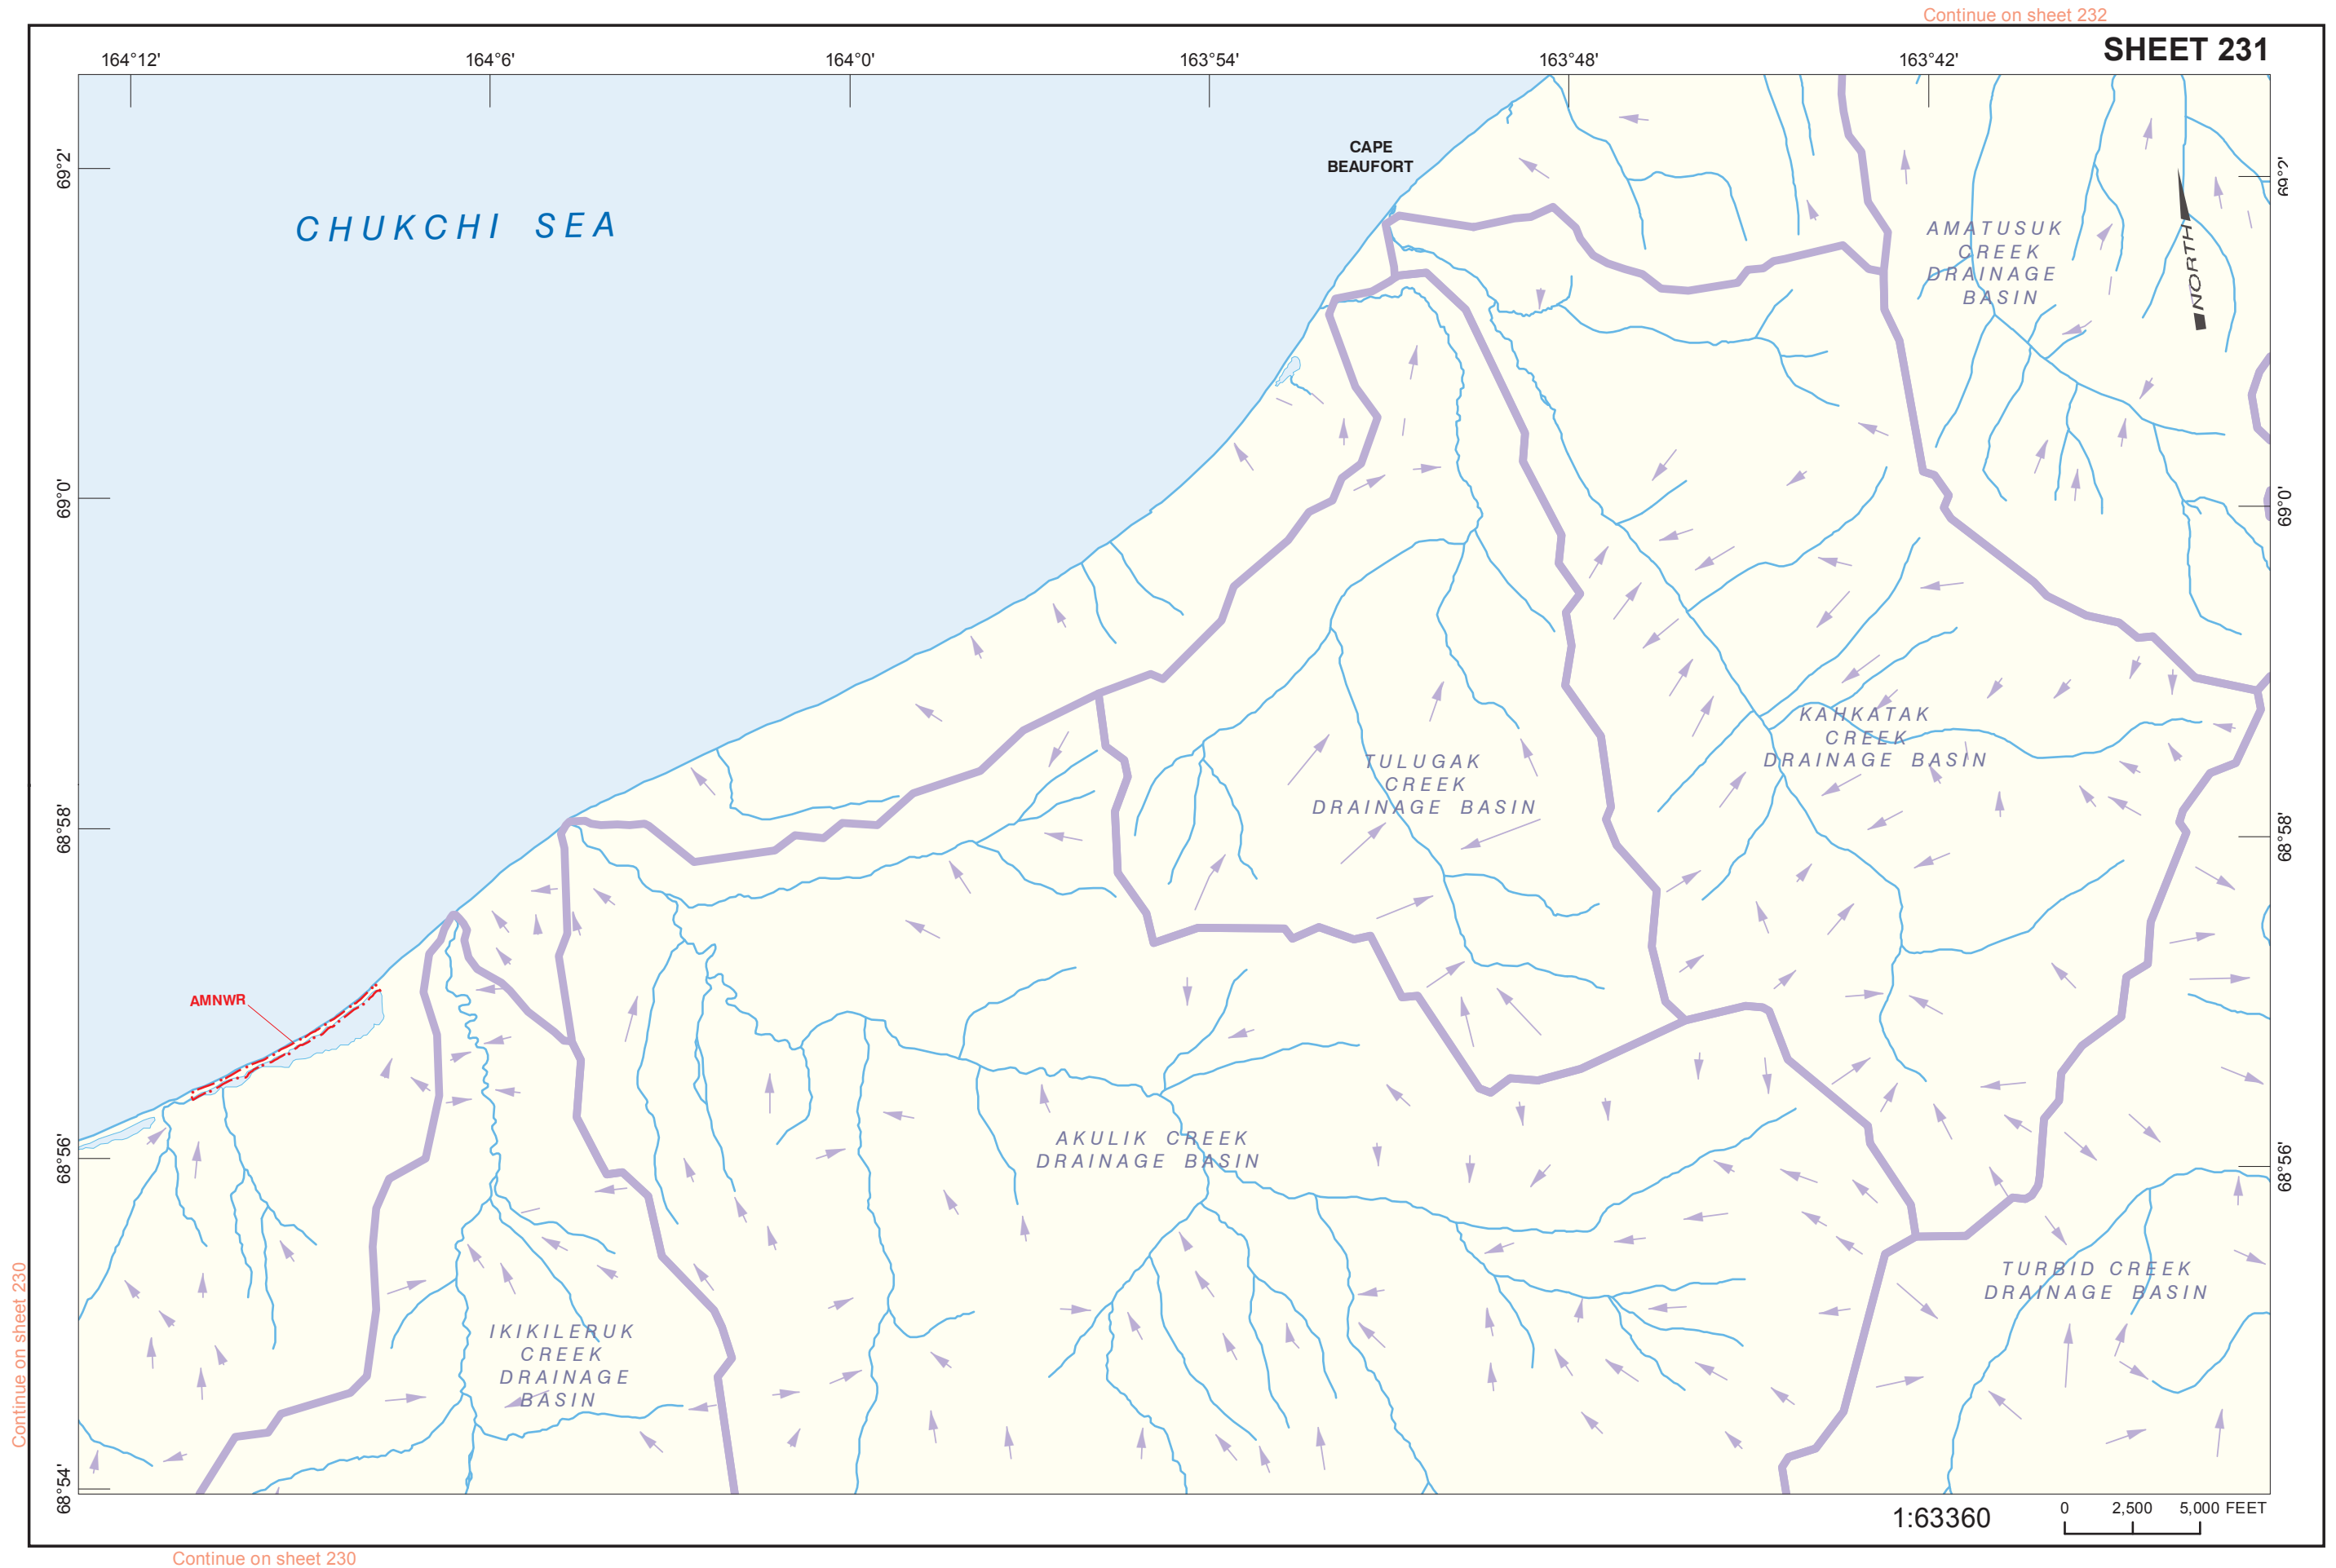 Continue on sheet 232
SHEET 231
164°12'
164°6'
164°0'
163°54'
163°48'
163°42'
69°2'
69°2'
CAPE
BEAUFORT
CHUKCHI SEA
AMATUSUK
CREEK
DRAINAGE
BASIN
NORTH
69°0'
69°0'
KAHKATAK
CREEK
DRAINAGE BASIN
TULUGAK
CREEK
DRAINAGE BASIN
68°58'
68°58'
AMNWR
AKULIK CREEK
DRAINAGE BASIN
68°56'
68°56'
TURBID CREEK
DRAINAGE BASIN
IKIKILERUK
CREEK
DRAINAGE
BASIN
Continue on sheet 230
68°54'
1:63360
0 2,500 5,000 FEET
Continue on sheet 230